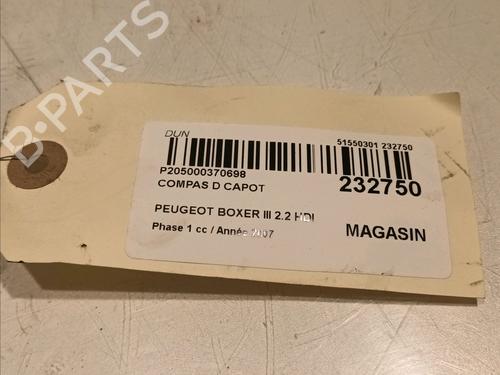 B-PARTS
DUN
51550301 232750
P205000370698
COMPAS D CAPOT
232750
PEUGEOT BOXER III 2.2 HDI
Phase 1 cc / Année 2007
MAGASIN